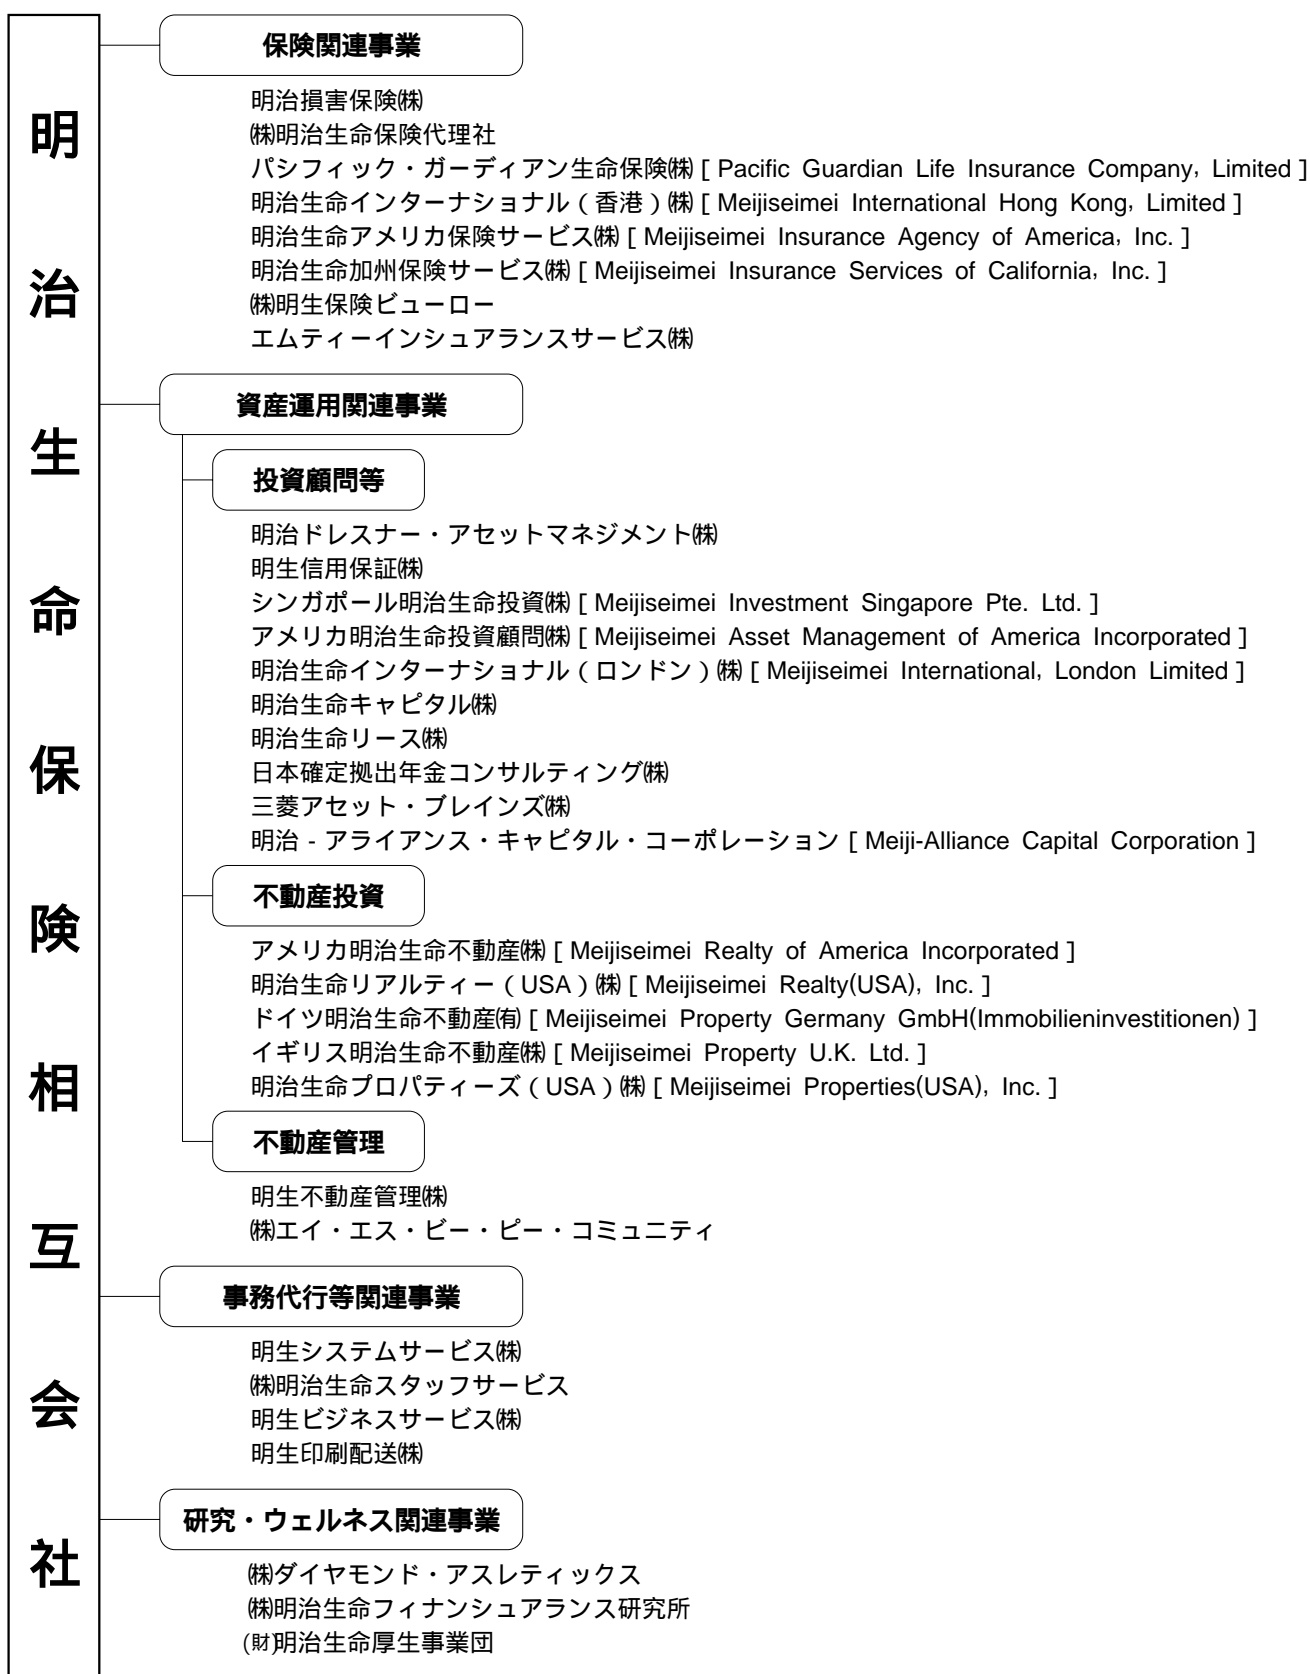 明治生命保険相互会社
保険関連事業
明治損害保険㈱
㈱明治生命保険代理社
パシフィック・ガーディアン生命保険㈱［Pacific Guardian Life Insurance Company, Limited］
明治生命インターナショナル（香港）㈱［Meijiseimei International Hong Kong, Limited］
明治生命アメリカ保険サービス㈱［Meijiseimei Insurance Agency of America, Inc.］
明治生命加州保険サービス㈱［Meijiseimei Insurance Services of California, Inc.］
㈱明生保険ビューロー
エムティーインシュアランスサービス㈱
資産運用関連事業
投資顧問等
明治ドレスナー・アセットマネジメント㈱
明生信用保証㈱
シンガポール明治生命投資㈱［Meijiseimei Investment Singapore Pte. Ltd.］
アメリカ明治生命投資顧問㈱［Meijiseimei Asset Management of America Incorporated］
明治生命インターナショナル（ロンドン）㈱［Meijiseimei International, London Limited］
明治生命キャピタル㈱
明治生命リース㈱
日本確定拠出年金コンサルティング㈱
三菱アセット・ブレインズ㈱
明治‐アライアンス・キャピタル・コーポレーション［Meiji-Alliance Capital Corporation］
不動産投資
アメリカ明治生命不動産㈱［Meijiseimei Realty of America Incorporated］
明治生命リアルティー（USA）㈱［Meijiseimei Realty(USA), Inc.］
ドイツ明治生命不動産㈲［Meijiseimei Property Germany GmbH(Immobilieninvestitionen)］
イギリス明治生命不動産㈱［Meijiseimei Property U.K. Ltd.］
明治生命プロパティーズ（USA）㈱［Meijiseimei Properties(USA), Inc.］
不動産管理
明生不動産管理㈱
㈱エイ・エス・ビー・ピー・コミュニティ
事務代行等関連事業
明生システムサービス㈱
㈱明治生命スタッフサービス
明生ビジネスサービス㈱
明生印刷配送㈱
研究・ウェルネス関連事業
㈱ダイヤモンド・アスレティックス
㈱明治生命フィナンシュアランス研究所
(財)明治生命厚生事業団